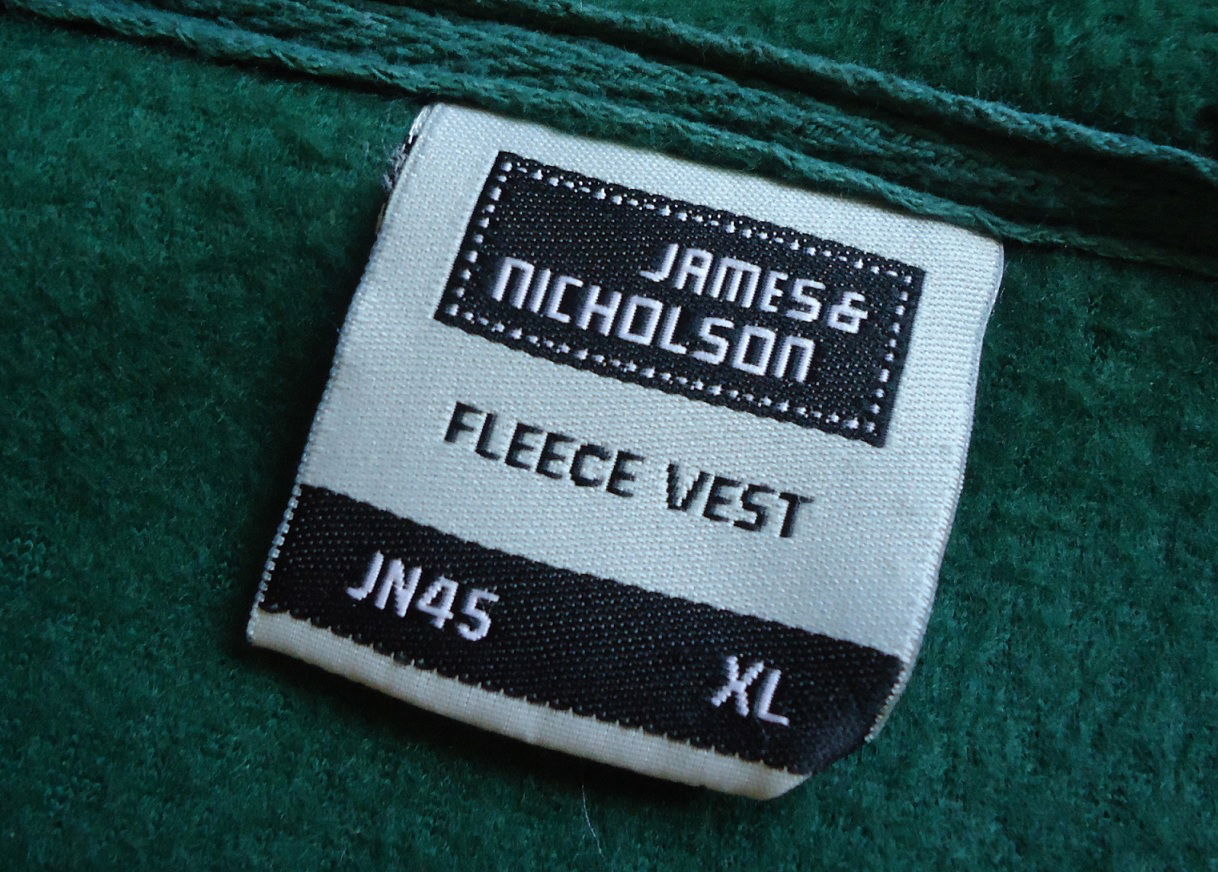 JAMES &
NICHOLSON
FLEECE VEST
JN45
XL